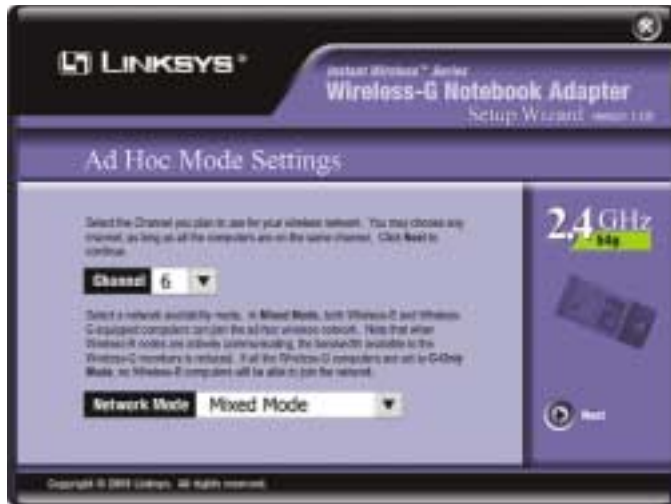 LINKSYS®
Instant Wireless™ Series
Wireless-G Notebook Adapter
Setup Wizard
Ad Hoc Mode Settings
Select the Channel you plan to use for your wireless network. You may choose any
channel, as long as all the computers are on the same channel. Click Next to
continue.
Channel 6
Select a network availability mode. In Mixed Mode, both Wireless-B and Wireless-
G equipped computers can join the ad-hoc wireless network. Note that when
Wireless-B nodes are actively communicating, the bandwidth available to the
Wireless-G members is reduced. If all the Wireless-G computers are set to G-Only
Mode, no Wireless-B computers will be able to join the network.
Network Mode Mixed Mode
2.4 GHz
54g
Next
Copyright © Linksys. All rights reserved.